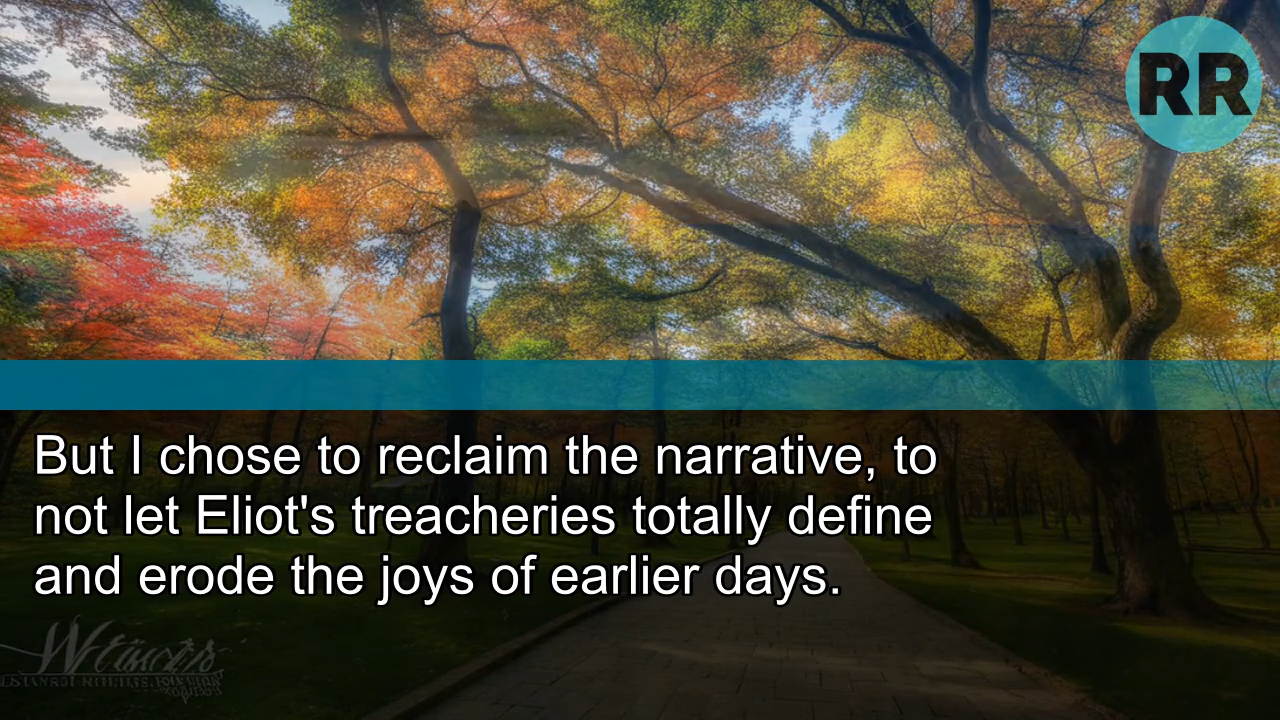 RR
But I chose to reclaim the narrative, to
not let Eliot's treacheries totally define
and erode the joys of earlier days.